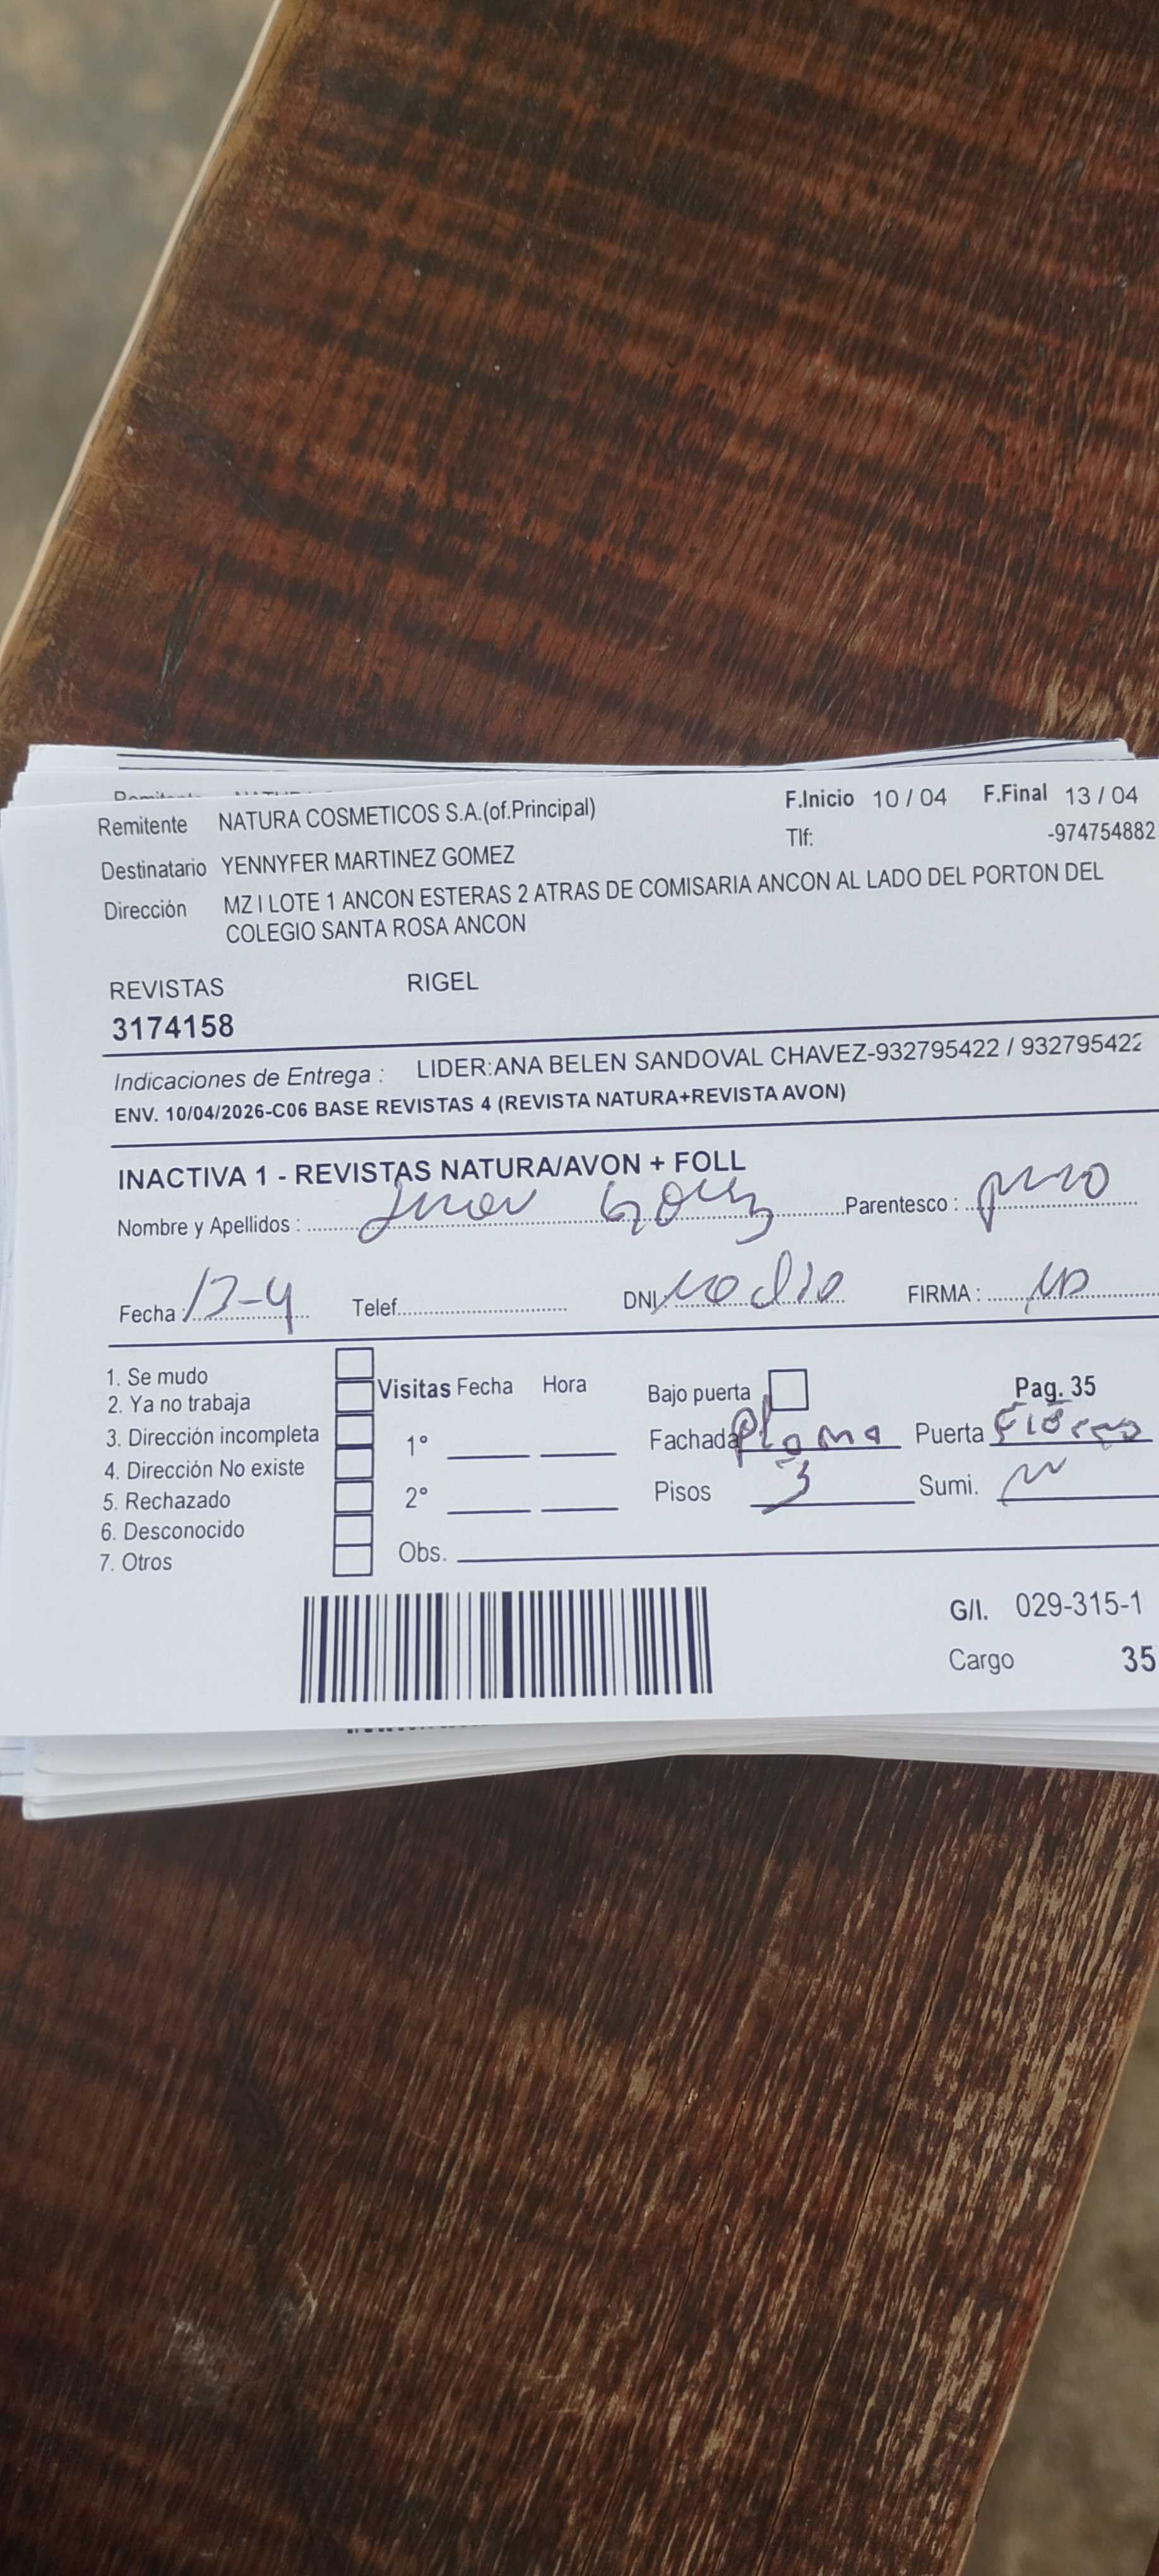 Remitente NATURA COSMETICOS S.A.(of.Principal) F.Inicio 10 / 04 F.Final 13 / 04
Tlf: -974754882
Destinatario YENNYFER MARTINEZ GOMEZ
Dirección MZ I LOTE 1 ANCON ESTERAS 2 ATRAS DE COMISARIA ANCON AL LADO DEL PORTON DEL
COLEGIO SANTA ROSA ANCON
REVISTAS RIGEL
3174158
Indicaciones de Entrega : LIDER:ANA BELEN SANDOVAL CHAVEZ-932795422 / 932795422
ENV. 10/04/2026-C06 BASE REVISTAS 4 (REVISTA NATURA+REVISTA AVON)
INACTIVA 1 - REVISTAS NATURA/AVON + FOLL
Nombre y Apellidos : Parentesco :
Fecha : 13-4 Telef. DNI FIRMA :
1. Se mudo
2. Ya no trabaja
3. Dirección incompleta
4. Dirección No existe
5. Rechazado
6. Desconocido
7. Otros
Visitas Fecha Hora
1°
2°
Obs.
Bajo puerta Pag. 35
Fachada Ploma Puerta
Pisos 3 Sumi.
G/I. 029-315-1
Cargo 35